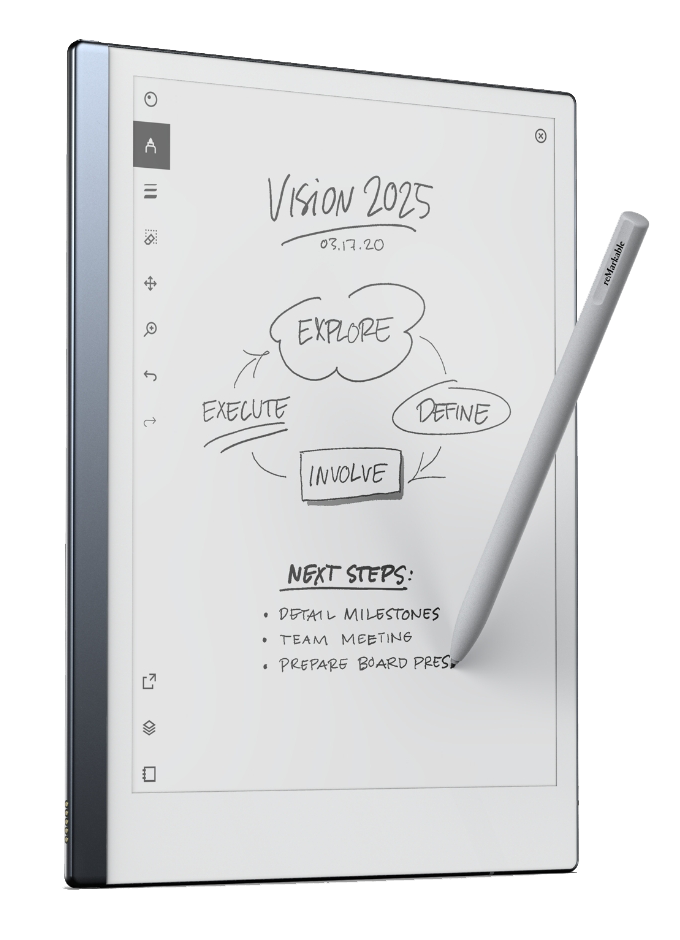 Vision 2025
03.17.20
EXPLORE
EXECUTE
DEFINE
INVOLVE
NEXT STEPS:
• DETAIL MILESTONES
• TEAM MEETING
• PREPARE BOARD PRES
reMarkable